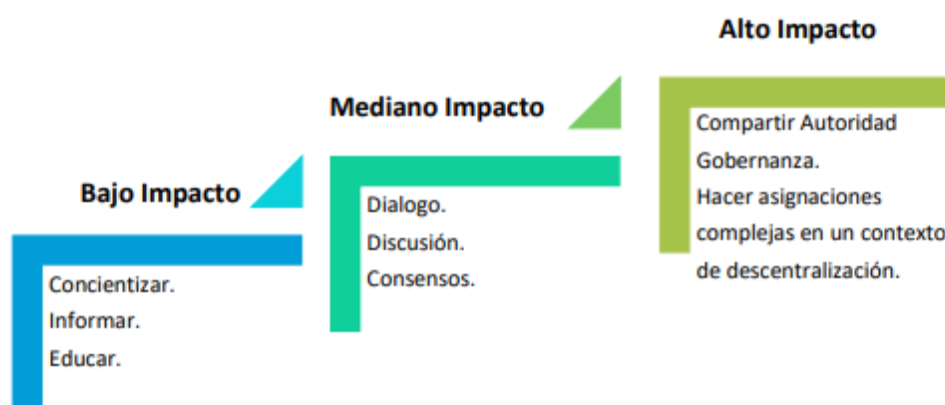 Alto Impacto
Compartir Autoridad
Gobernanza.
Hacer asignaciones
complejas en un contexto
de descentralización.
Mediano Impacto
Dialogo.
Discusión.
Consensos.
Bajo Impacto
Concientizar.
Informar.
Educar.